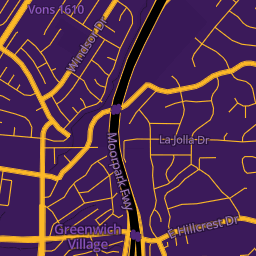 Vons 1610
Windsor Dr
La Jolla Dr
Moorpark Fwy
E Hillcrest Dr
Greenwich
Village